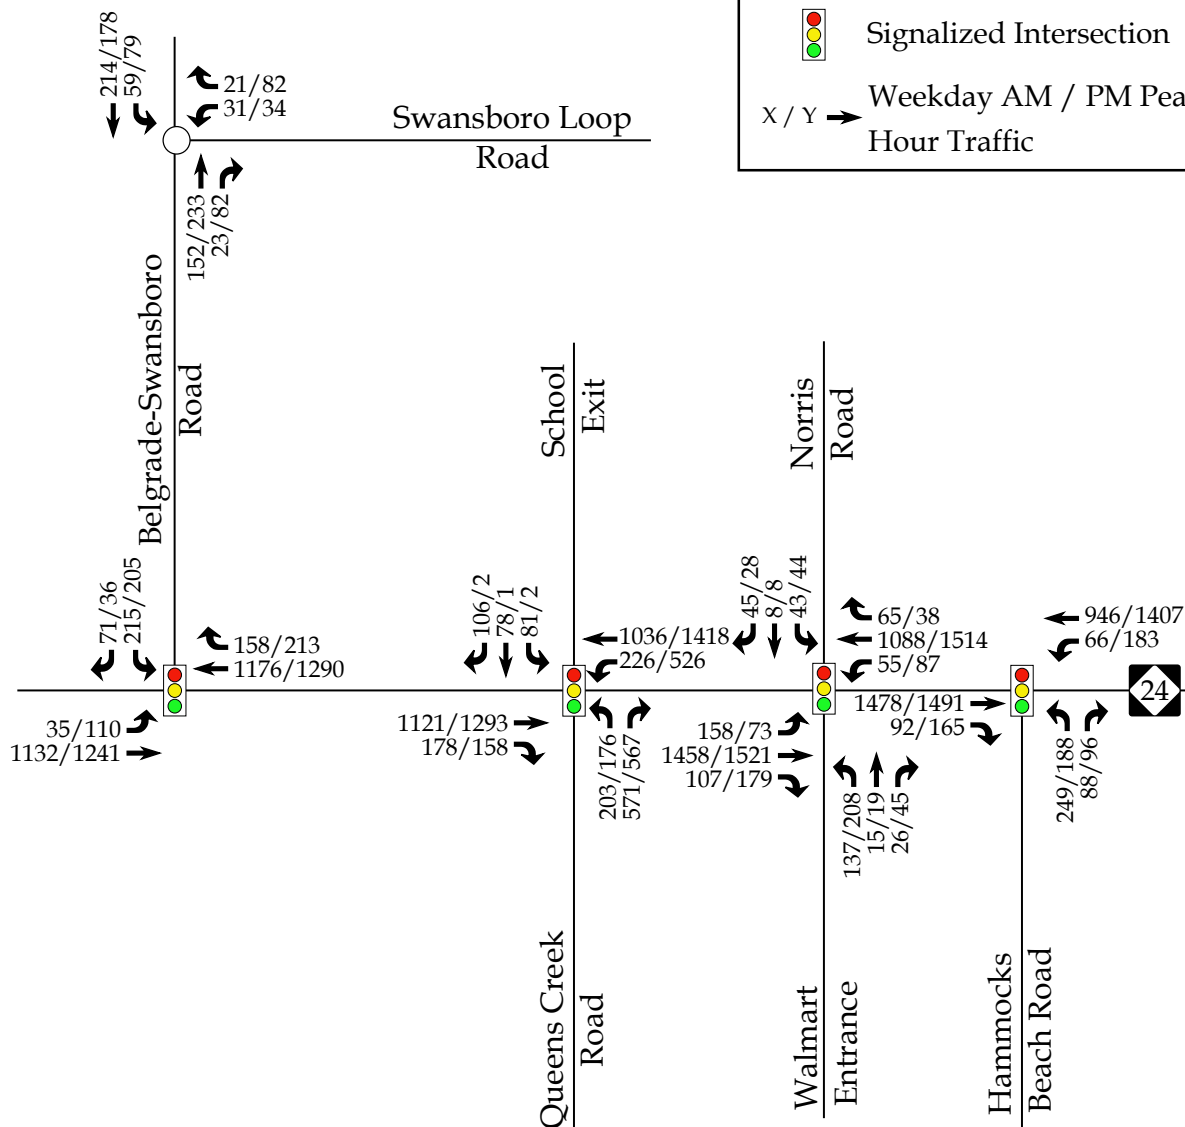 Signalized Intersection
X / Y
Weekday AM / PM Pea
Hour Traffic
214/178
59/79
21/82
31/34
Swansboro Loop
Road
152/233
23/82
Belgrade-Swansboro
Road
School
Exit
Norris
Road
71/36
215/205
158/213
1176/1290
35/110
1132/1241
106/2
78/1
81/2
1036/1418
226/526
1121/1293
178/158
203/176
571/567
45/28
8/8
43/44
65/38
1088/1514
55/87
158/73
1458/1521
107/179
137/208
15/19
26/45
946/1407
66/183
1478/1491
92/165
249/188
88/96
24
Queens Creek
Road
Walmart
Entrance
Hammocks
Beach Road